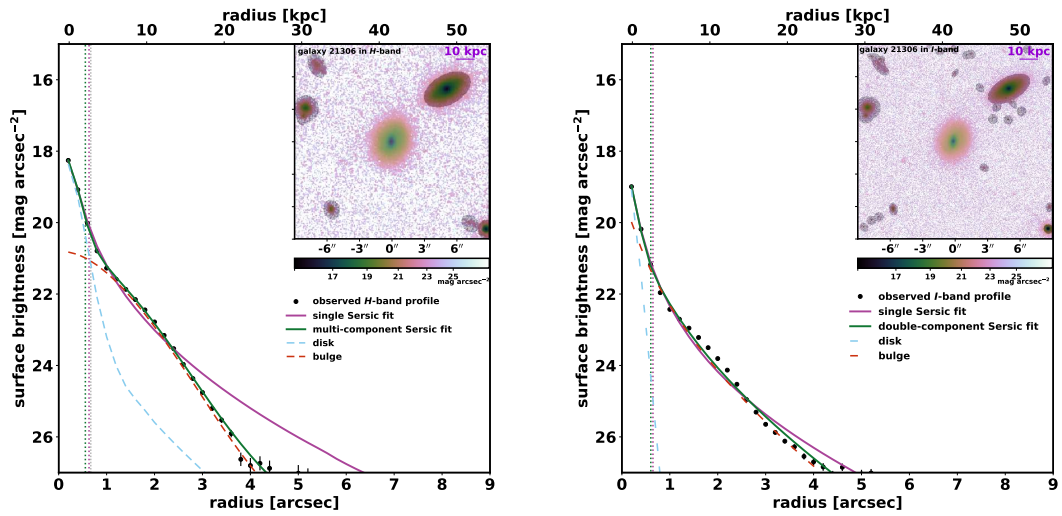 radius [kpc]
0 10 20 30 40 50
surface brightness [mag arcsec−2]
16
18
20
22
24
26
galaxy 21306 in H-band
10 kpc
-6″ -3″ 0″ 3″ 6″
17 19 21 23 25
mag arcsec−2
observed H-band profile
single Sersic fit
multi-component Sersic fit
disk
bulge
0 1 2 3 4 5 6 7 8 9
radius [arcsec]
radius [kpc]
0 10 20 30 40 50
surface brightness [mag arcsec−2]
16
18
20
22
24
26
galaxy 21306 in I-band
10 kpc
-6″ -3″ 0″ 3″ 6″
17 19 21 23 25
mag arcsec−2
observed I-band profile
single Sersic fit
double-component Sersic fit
disk
bulge
0 1 2 3 4 5 6 7 8 9
radius [arcsec]